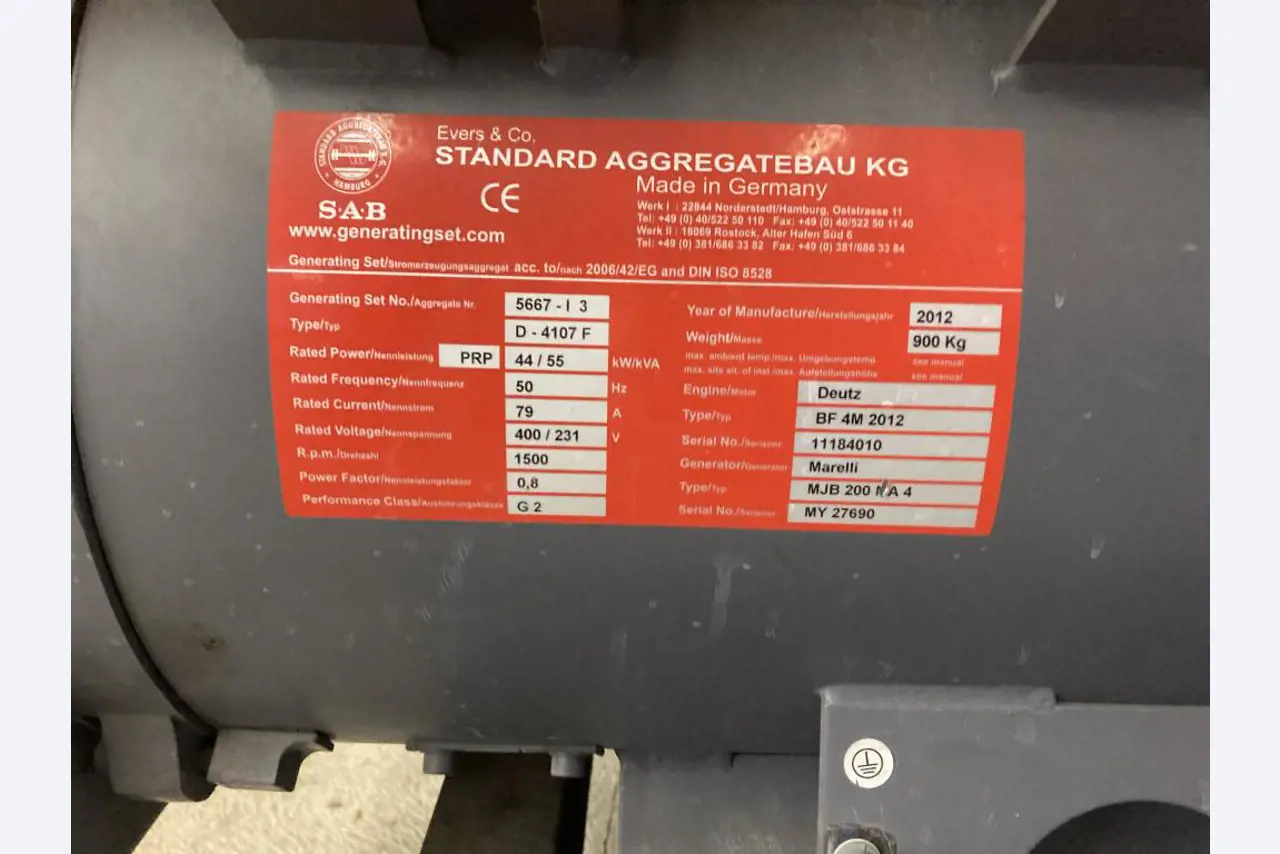 STANDARD AGGREGATEBAU K.G.
HAMBURG
S·A·B
www.generatingset.com
Evers & Co.
STANDARD AGGREGATEBAU KG
CE
Made in Germany
Werk I : 22844 Norderstedt/Hamburg, Oststrasse 11
Tel: +49 (0) 40/522 50 110 Fax: +49 (0) 40/522 50 11 40
Werk II : 18069 Rostock, Alter Hafen Süd 6
Tel: +49 (0) 381/686 33 82 Fax: +49 (0) 381/686 33 84
Generating Set/Stromerzeugungsaggregat acc. to/nach 2006/42/EG and DIN ISO 8528
Generating Set No./Aggregate Nr. 5667 - I 3
Type/Typ D - 4107 F
Rated Power/Nennleistung PRP 44 / 55 kW/kVA
Rated Frequency/Nennfrequenz 50 Hz
Rated Current/Nennstrom 79 A
Rated Voltage/Nennspannung 400 / 231 V
R.p.m./Drehzahl 1500
Power Factor/Nennleistungsfaktor 0,8
Performance Class/Ausführungsklasse G 2
Year of Manufacture/Herstellungsjahr 2012
Weight/Masse 900 Kg
max. ambient temp./max. Umgebungstemp. see manual
max. site alt. of inst./max. Aufstellungshöhe see manual
Engine/Motor Deutz
Type/Typ BF 4M 2012
Serial No./Seriennr. 11184010
Generator/Generator Marelli
Type/Typ MJB 200 A 4
Serial No./Seriennr. MY 27690